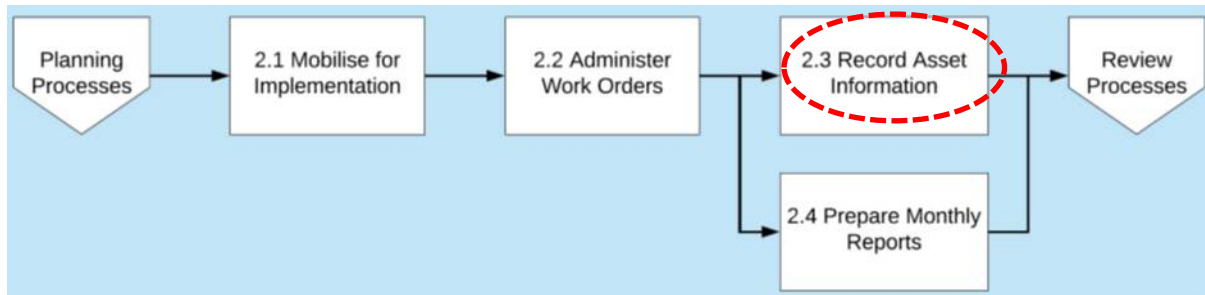 Planning
Processes
2.1 Mobilise for
Implementation
2.2 Administer
Work Orders
2.3 Record Asset
Information
Review
Processes
2.4 Prepare Monthly
Reports